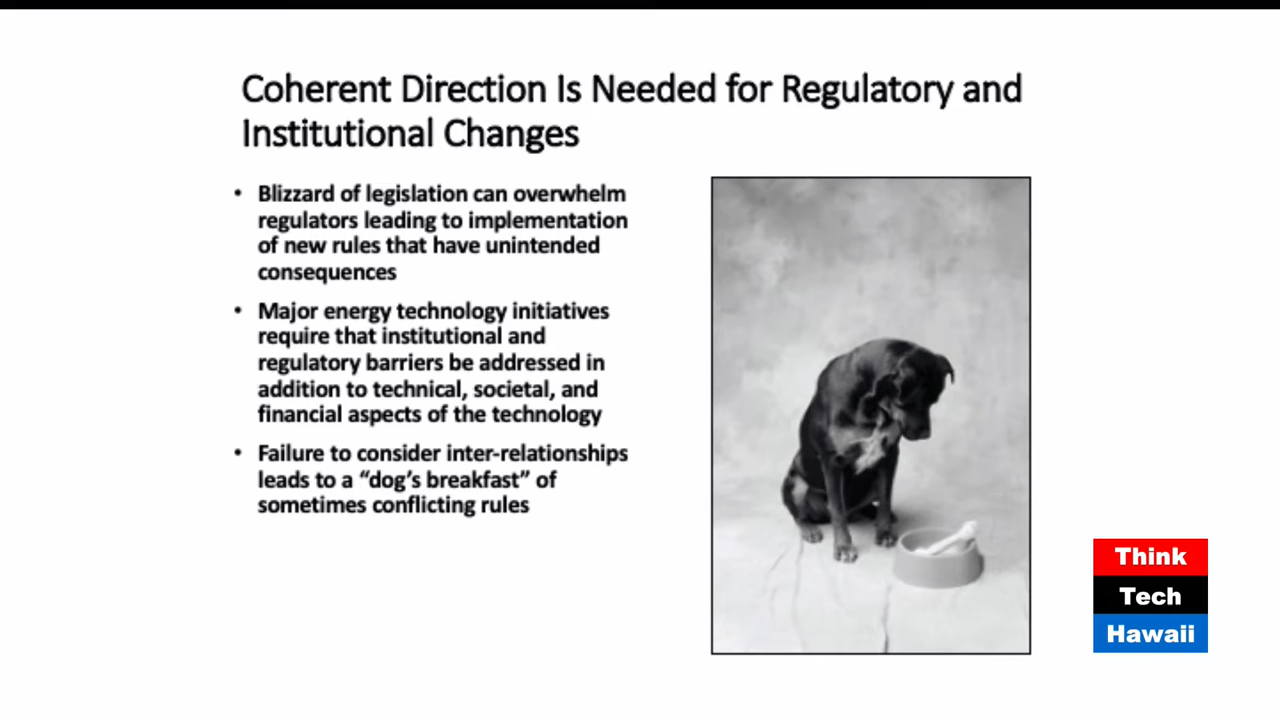 Coherent Direction Is Needed for Regulatory and
Institutional Changes
• Blizzard of legislation can overwhelm
regulators leading to implementation
of new rules that have unintended
consequences
• Major energy technology initiatives
require that institutional and
regulatory barriers be addressed in
addition to technical, societal, and
financial aspects of the technology
• Failure to consider inter-relationships
leads to a “dog’s breakfast” of
sometimes conflicting rules
Think
Tech
Hawaii